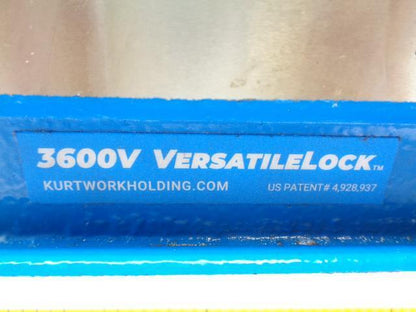 3600V VERSATILELOCK™
KURTWORKHOLDING.COM US PATENT# 4,928,937